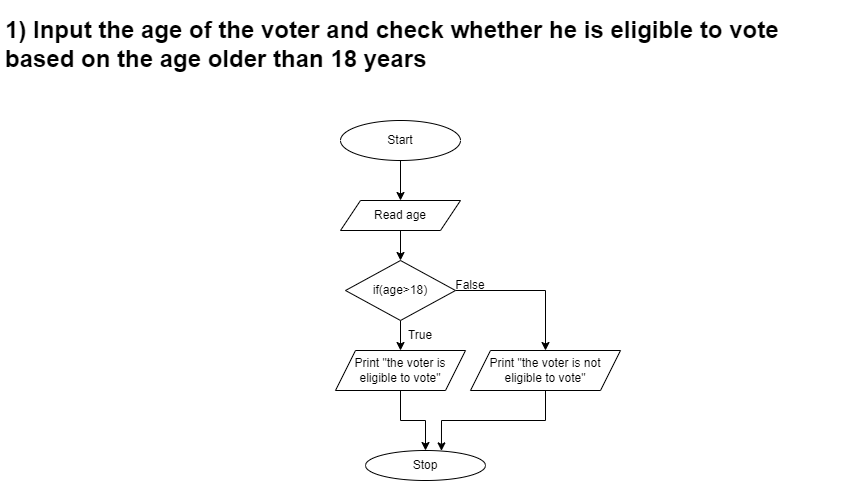 1) Input the age of the voter and check whether he is eligible to vote
based on the age older than 18 years
Start
Read age
if(age>18)
False
True
Print "the voter is
eligible to vote"
Print "the voter is not
eligible to vote"
Stop